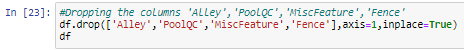 In [23]: #Dropping the columns 'Alley','PoolQC','MiscFeature','Fence'
df.drop(['Alley','PoolQC','MiscFeature','Fence'],axis=1,inplace=True)
df